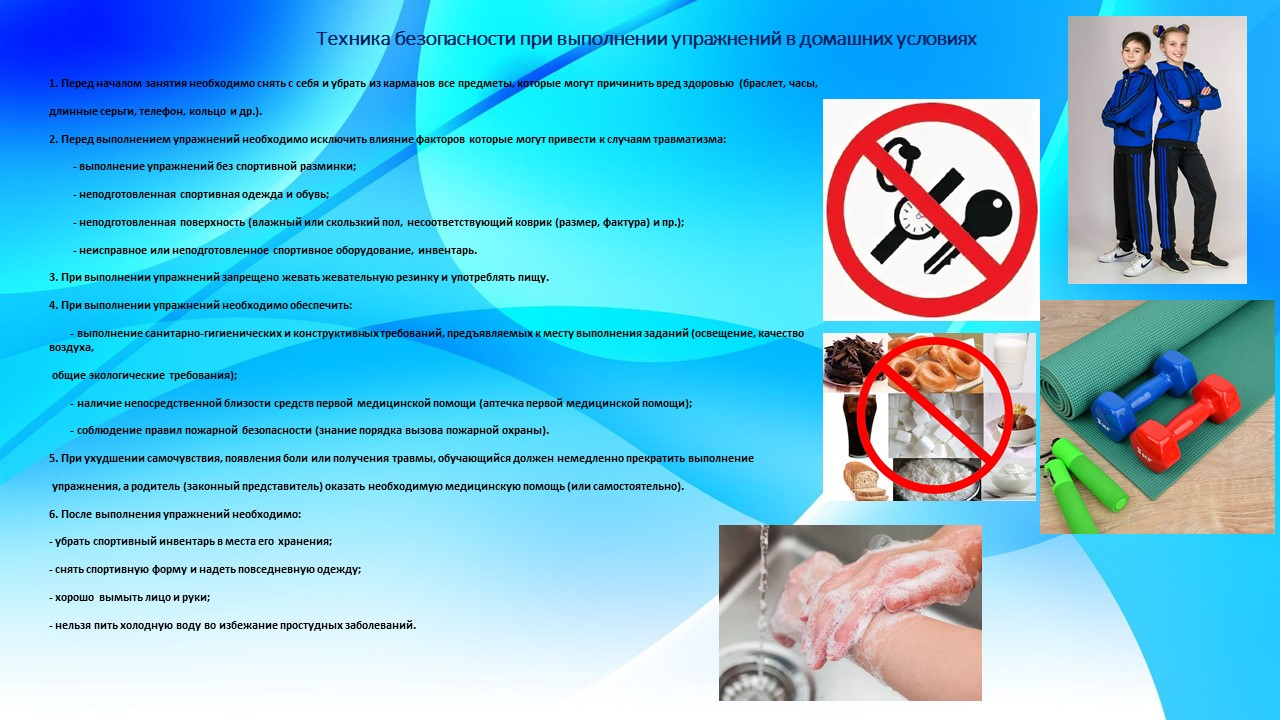 Техника безопасности при выполнении упражнений в домашних условиях
1. Перед началом занятия необходимо снять с себя и убрать из карманов все предметы, которые могут причинить вред здоровью (браслет, часы,
длинные серьги, телефон, кольцо и др.).
2. Перед выполнением упражнений необходимо исключить влияние факторов которые могут привести к случаям травматизма:
- выполнение упражнений без спортивной разминки;
- неподготовленная спортивная одежда и обувь;
- неподготовленная поверхность (влажный или скользкий пол, несоответствующий коврик (размер, фактура) и пр.);
- неисправное или неподготовленное спортивное оборудование, инвентарь.
3. При выполнении упражнений запрещено жевать жевательную резинку и употреблять пищу.
4. При выполнении упражнений необходимо обеспечить:
- выполнение санитарно-гигиенических и конструктивных требований, предъявляемых к месту выполнения заданий (освещение, качество
воздуха,
общие экологические требования);
- наличие непосредственной близости средств первой медицинской помощи (аптечка первой медицинской помощи);
- соблюдение правил пожарной безопасности (знание порядка вызова пожарной охраны).
5. При ухудшении самочувствия, появления боли или получения травмы, обучающийся должен немедленно прекратить выполнение
упражнения, а родитель (законный представитель) оказать необходимую медицинскую помощь (или самостоятельно).
6. После выполнения упражнений необходимо:
- убрать спортивный инвентарь в места его хранения;
- снять спортивную форму и надеть повседневную одежду;
- хорошо вымыть лицо и руки;
- нельзя пить холодную воду во избежание простудных заболеваний.